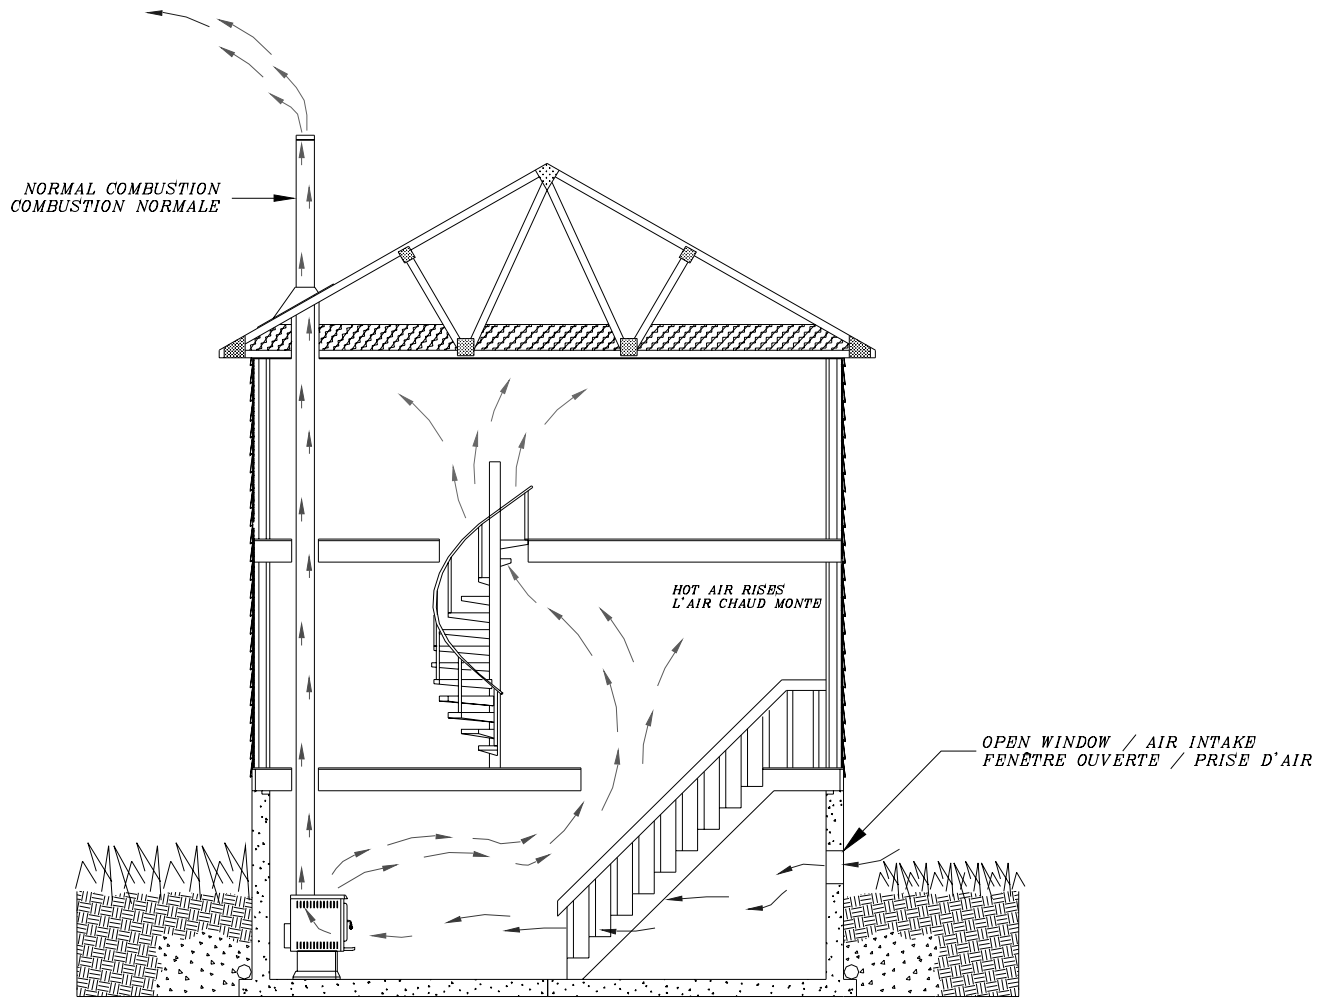 NORMAL COMBUSTION
COMBUSTION NORMALE
HOT AIR RISES
L'AIR CHAUD MONTE
OPEN WINDOW / AIR INTAKE
FENÊTRE OUVERTE / PRISE D'AIR